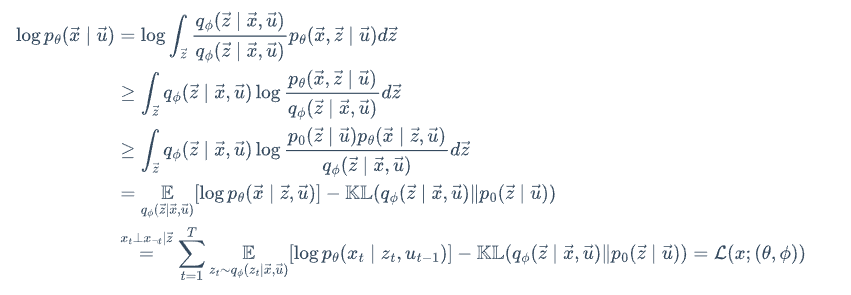 log p_θ(x⃗ | u⃗) = log ∫_z⃗ q_ϕ(z⃗ | x⃗, u⃗) / q_ϕ(z⃗ | x⃗, u⃗) p_θ(x⃗, z⃗ | u⃗)dz⃗
≥ ∫_z⃗ q_ϕ(z⃗ | x⃗, u⃗) log p_θ(x⃗, z⃗ | u⃗) / q_ϕ(z⃗ | x⃗, u⃗) dz⃗
≥ ∫_z⃗ q_ϕ(z⃗ | x⃗, u⃗) log p_0(z⃗ | u⃗)p_θ(x⃗ | z⃗, u⃗) / q_ϕ(z⃗ | x⃗, u⃗) dz⃗
= 𝔼_{q_ϕ(z⃗|x⃗,u⃗)} [log p_θ(x⃗ | z⃗, u⃗)] − 𝕂𝕃(q_ϕ(z⃗ | x⃗, u⃗)||p_0(z⃗ | u⃗))
=^{x_t⊥x_{¬t}|z⃗} ∑_{t=1}^{T} 𝔼_{z_t∼q_ϕ(z_t|x⃗,u⃗)} [log p_θ(x_t | z_t, u_{t−1})] − 𝕂𝕃(q_ϕ(z⃗ | x⃗, u⃗)||p_0(z⃗ | u⃗)) = ℒ(x; (θ, ϕ))